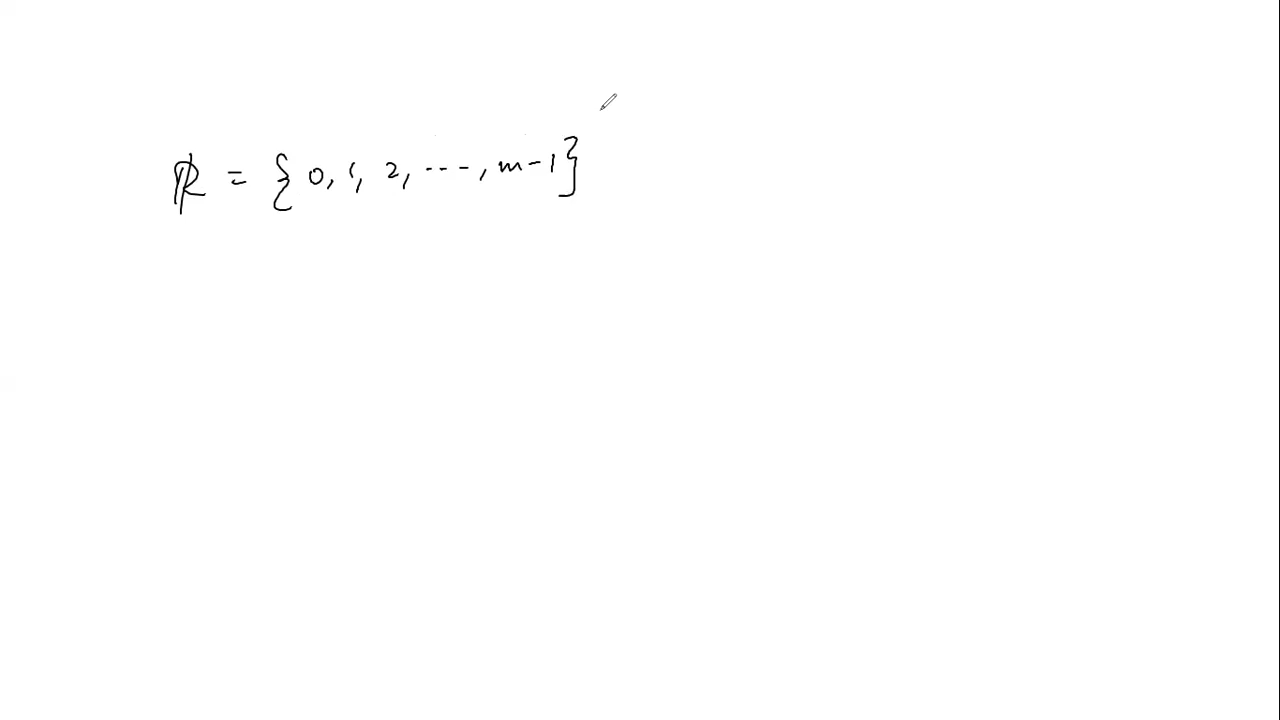 ℝ = { 0, 1, 2, ---, m-1}